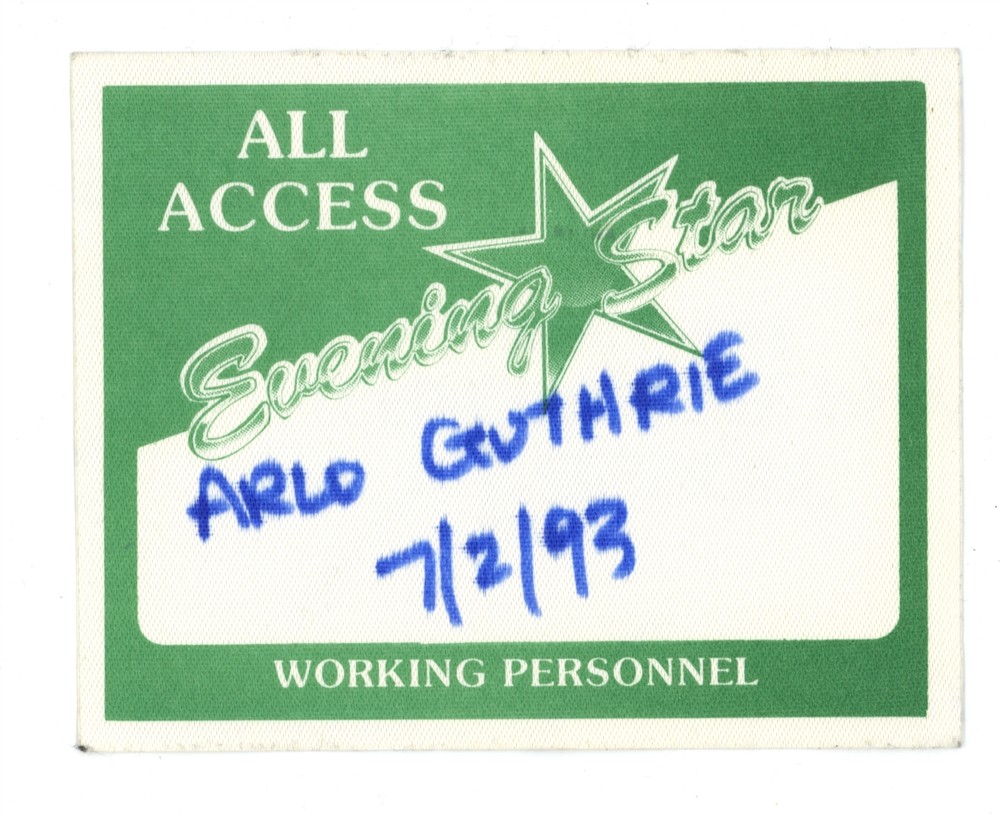 ALL
ACCESS
Evening Star
ARLO GUTHRIE
7/2/93
WORKING PERSONNEL